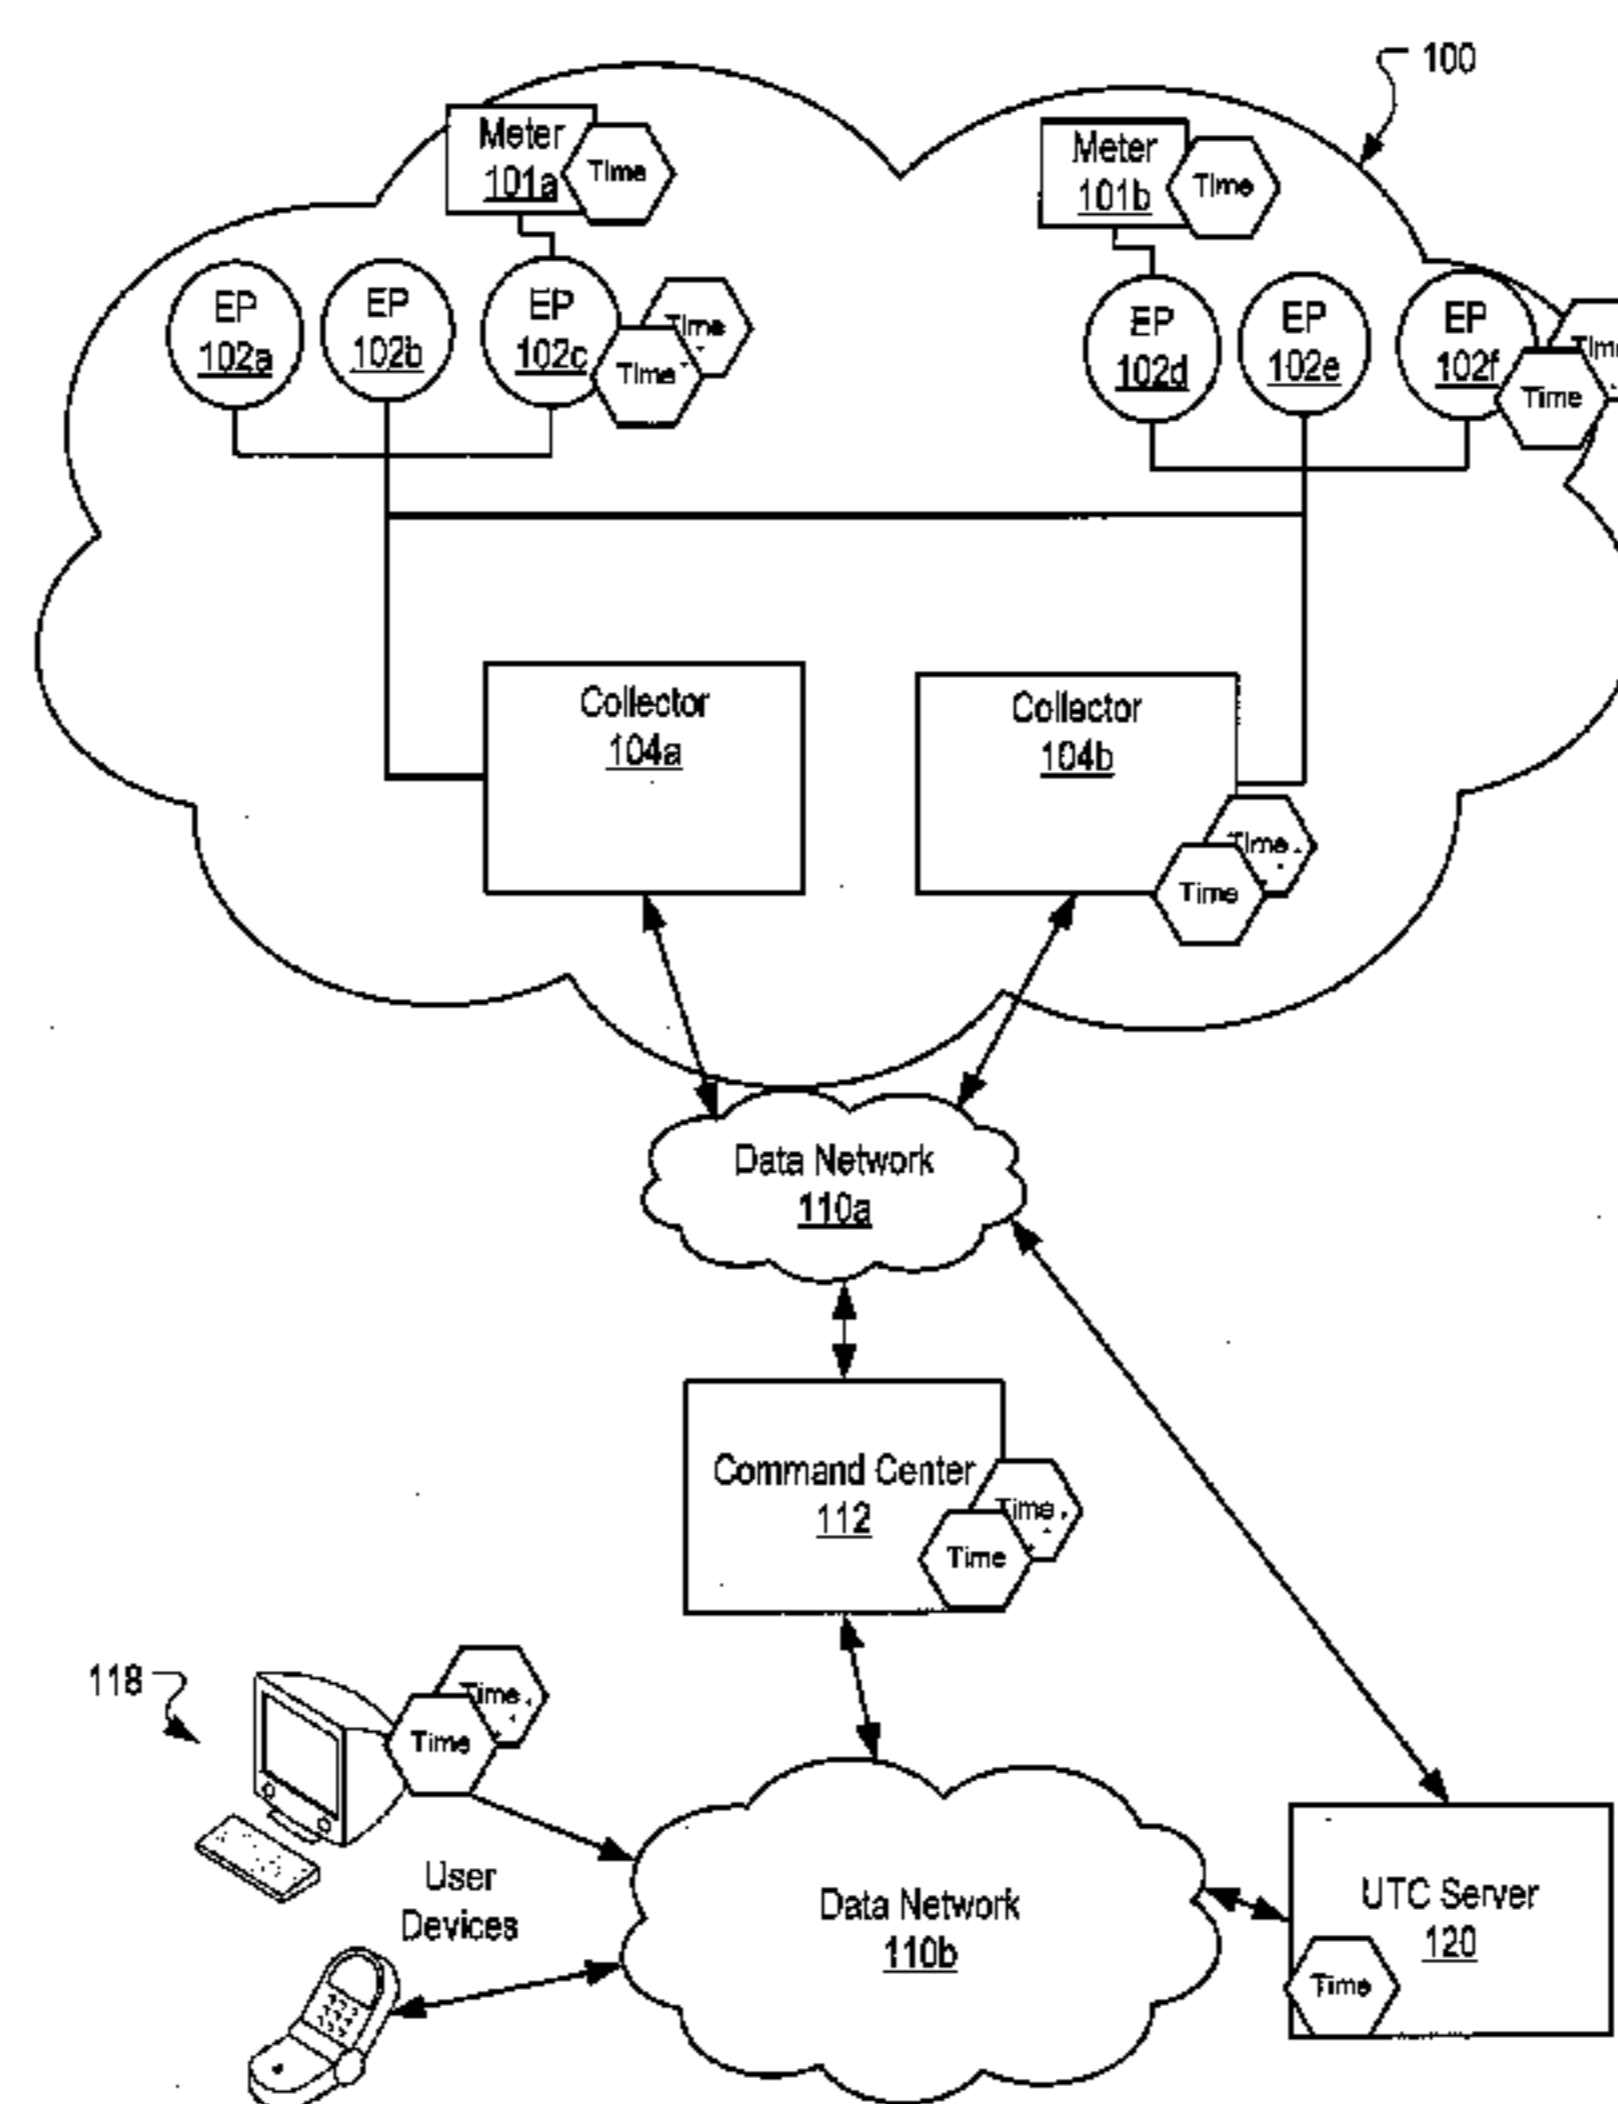 100
Meter
101a
Time
Meter
101b
Time
EP
102a
EP
102b
EP
102c
Time
Time
EP
102d
EP
102e
EP
102f
Time
Collector
104a
Collector
104b
Time
Time
Data Network
110a
Command Center
112
Time
Time
118
Time
Time
User
Devices
Data Network
110b
UTC Server
120
Time